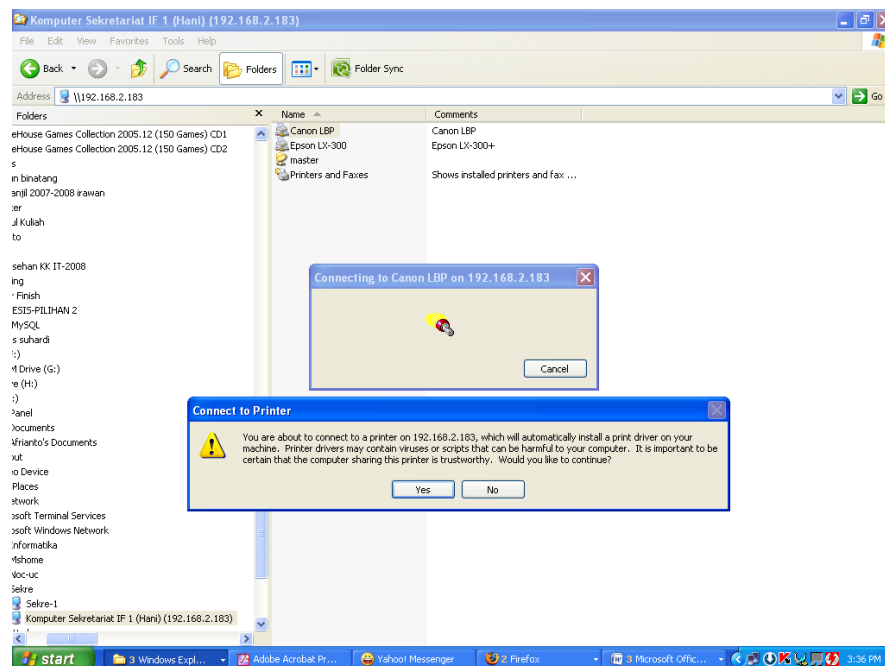 Komputer Sekretariat IF 1 (Hani) (192.168.2.183)
File Edit View Favorites Tools Help
Back Search Folders Folder Sync
Address \\192.168.2.183 Go
Folders
eHouse Games Collection 2005.12 (150 Games) CD1
eHouse Games Collection 2005.12 (150 Games) CD2
s
n binatang
anjil 2007-2008 irawan
ter
ul Kuliah
to
sehan KK IT-2008
ing
Finish
ESIS-PILIHAN 2
MySQL
s suhardi
:)
M Drive (G:)
e (H:)
:)
Panel
Documents
Afrianto's Documents
out
o Device
Places
etwork
osoft Terminal Services
osoft Windows Network
Informatika
Mshome
Noc-uc
Sekre
Sekre-1
Komputer Sekretariat IF 1 (Hani) (192.168.2.183)
Name Comments
Canon LBP Canon LBP
Epson LX-300 Epson LX-300+
master
Printers and Faxes Shows installed printers and fax ...
Connecting to Canon LBP on 192.168.2.183
Cancel
Connect to Printer
You are about to connect to a printer on 192.168.2.183, which will automatically install a print driver on your
machine. Printer drivers may contain viruses or scripts that can be harmful to your computer. It is important to be
certain that the computer sharing this printer is trustworthy. Would you like to continue?
Yes No
start 3 Windows Expl... Adobe Acrobat Pr... Yahoo! Messenger 2 Firefox 3 Microsoft Offic... 3:36 PM